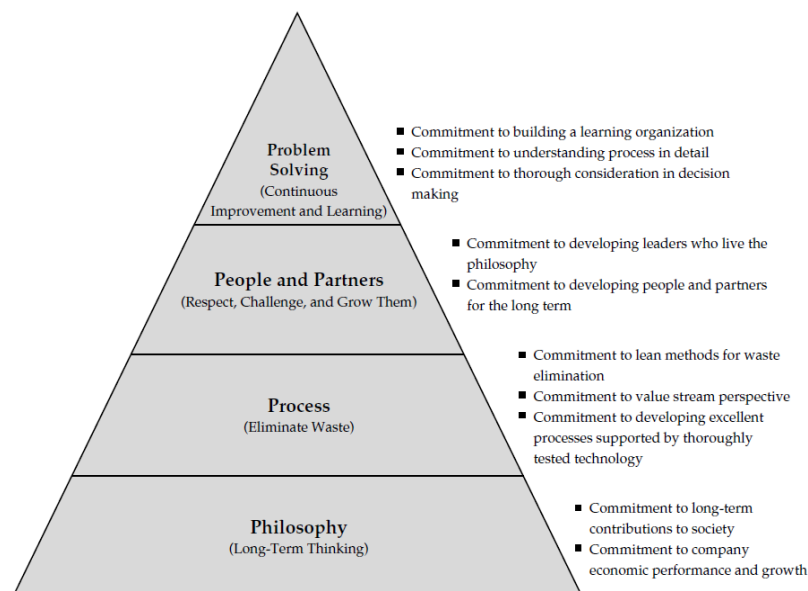 Problem
Solving
(Continuous
Improvement and Learning)
■ Commitment to building a learning organization
■ Commitment to understanding process in detail
■ Commitment to thorough consideration in decision
making
People and Partners
(Respect, Challenge, and Grow Them)
■ Commitment to developing leaders who live the
philosophy
■ Commitment to developing people and partners
for the long term
Process
(Eliminate Waste)
■ Commitment to lean methods for waste
elimination
■ Commitment to value stream perspective
■ Commitment to developing excellent
processes supported by thoroughly
tested technology
Philosophy
(Long-Term Thinking)
■ Commitment to long-term
contributions to society
■ Commitment to company
economic performance and growth